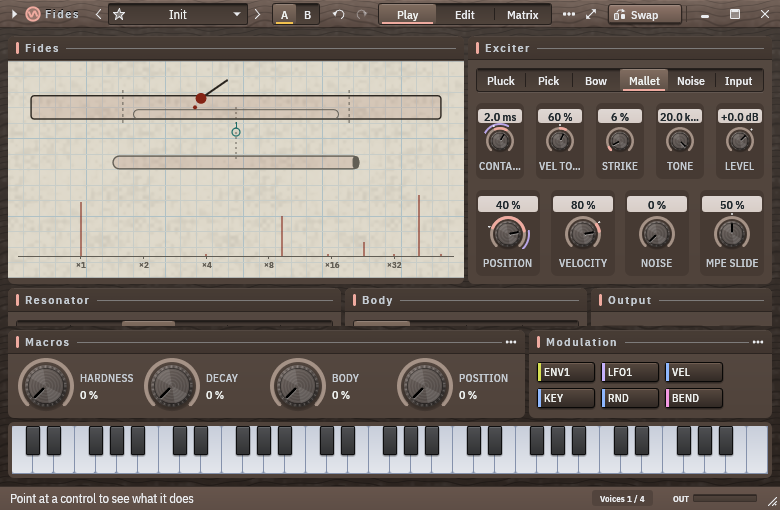 Fides Init A B Play Edit Matrix Swap
Fides
×1 ×2 ×4 ×8 ×16 ×32
Exciter
Pluck Pick Bow Mallet Noise Input
2.0 ms 60 % 6 % 20.0 k... +0.0 dB
CONTA... VEL TO... STRIKE TONE LEVEL
40 % 80 % 0 % 50 %
POSITION VELOCITY NOISE MPE SLIDE
Resonator Body Output
Macros
HARDNESS DECAY BODY POSITION
0 % 0 % 0 % 0 %
Modulation
ENV1 LFO1 VEL
KEY RND BEND
Point at a control to see what it does Voices 1 / 4 OUT